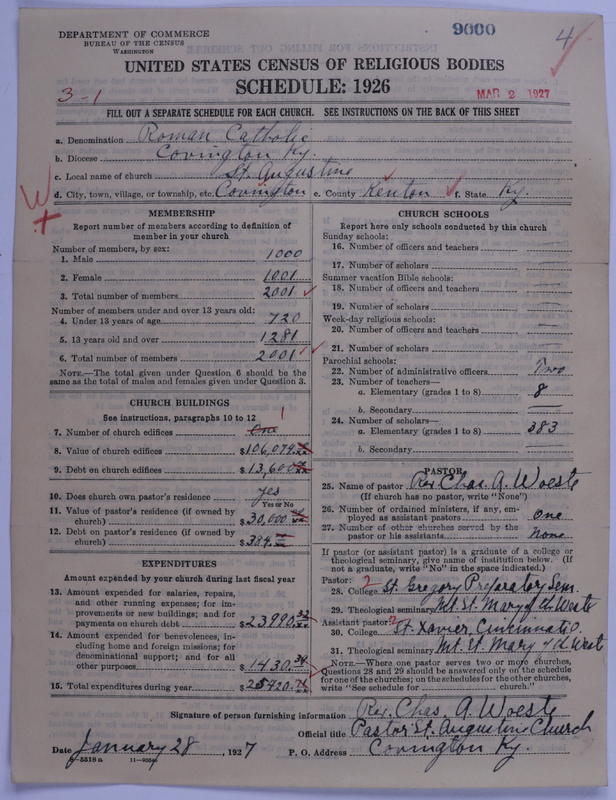 DEPARTMENT OF COMMERCE
BUREAU OF THE CENSUS
WASHINGTON
9000
4
UNITED STATES CENSUS OF RELIGIOUS BODIES
SCHEDULE: 1926
3-1
MAR 2 1927
FILL OUT A SEPARATE SCHEDULE FOR EACH CHURCH. SEE INSTRUCTIONS ON THE BACK OF THIS SHEET
a. Denomination Roman Catholic
b. Diocese Covington Ky.
c. Local name of church St. Augustine
d. City, town, village, or township, etc. Covington e. County Kenton f. State Ky.
MEMBERSHIP
Report number of members according to definition of
member in your church
Number of members, by sex:
1. Male 1000
2. Female 1001
3. Total number of members 2001
Number of members under and over 13 years old:
4. Under 13 years of age 720
5. 13 years old and over 1281
6. Total number of members 2001
NOTE.—The total given under Question 6 should be the
same as the total of males and females given under Question 3.
CHURCH BUILDINGS
See instructions, paragraphs 10 to 12
1
7. Number of church edifices One
8. Value of church edifices $106,079
9. Debt on church edifices $13,600
10. Does church own pastor's residence yes
Yes or No
11. Value of pastor's residence (if owned by
church) $30,000
12. Debt on pastor's residence (if owned by
church) $384
EXPENDITURES
Amount expended by your church during last fiscal year
13. Amount expended for salaries, repairs,
and other running expenses; for im-
provements or new buildings; and for
payments on church debt $23990.32
14. Amount expended for benevolences, in-
cluding home and foreign missions; for
denominational support; and for all
other purposes $1430.39
15. Total expenditures during year $25420.71
CHURCH SCHOOLS
Report here only schools conducted by this church
Sunday schools:
16. Number of officers and teachers
17. Number of scholars
Summer vacation Bible schools:
18. Number of officers and teachers
19. Number of scholars
Week-day religious schools:
20. Number of officers and teachers
21. Number of scholars
Parochial schools:
22. Number of administrative officers Two
23. Number of teachers—
a. Elementary (grades 1 to 8) 8
b. Secondary
24. Number of scholars—
a. Elementary (grades 1 to 8) 383
b. Secondary
PASTOR
25. Name of pastor Rev. Chas. A. Woeste
(If church has no pastor, write "None")
26. Number of ordained ministers, if any, em-
ployed as assistant pastors One
27. Number of other churches served by the
pastor or his assistants None
If pastor (or assistant pastor) is a graduate of a college or
theological seminary, give name of institution below. (If
not a graduate, write "No" in the space indicated.)
Pastor:
28. College St. Gregory Preparatory Sem.
29. Theological seminary Mt. St. Mary of d. Weste
Assistant pastor:
30. College St. Xavier, Cincinnati O.
31. Theological seminary Mt. St. Mary of d. West
NOTE.—Where one pastor serves two or more churches,
Questions 28 and 29 should be answered only on the schedule
for one of the churches; on the schedules for the other churches,
write "See schedule for church."
Signature of person furnishing information Rev. Chas. A. Woeste
Official title Pastor St. Augustine Church
Date January 28, 1927 P. O. Address Covington Ky.